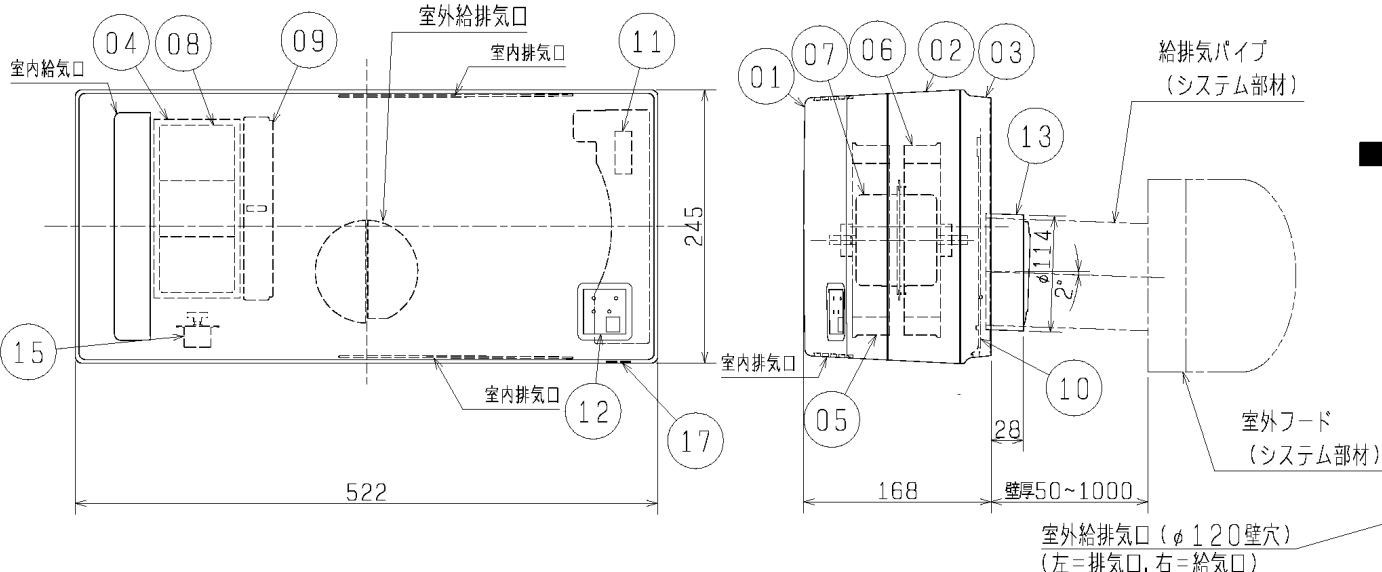 室外給排気口
04
08
09
室内排気口
11
室内給気口
245
15
室内排気口
12
17
522
01
07
06
02
03
給排気パイプ
(システム部材)
13
φ114
2°
室内排気口
05
10
28
室外フード
(システム部材)
168
壁厚50~1000
室外給排気口(φ120壁穴)
(左=排気口,右=給気口)